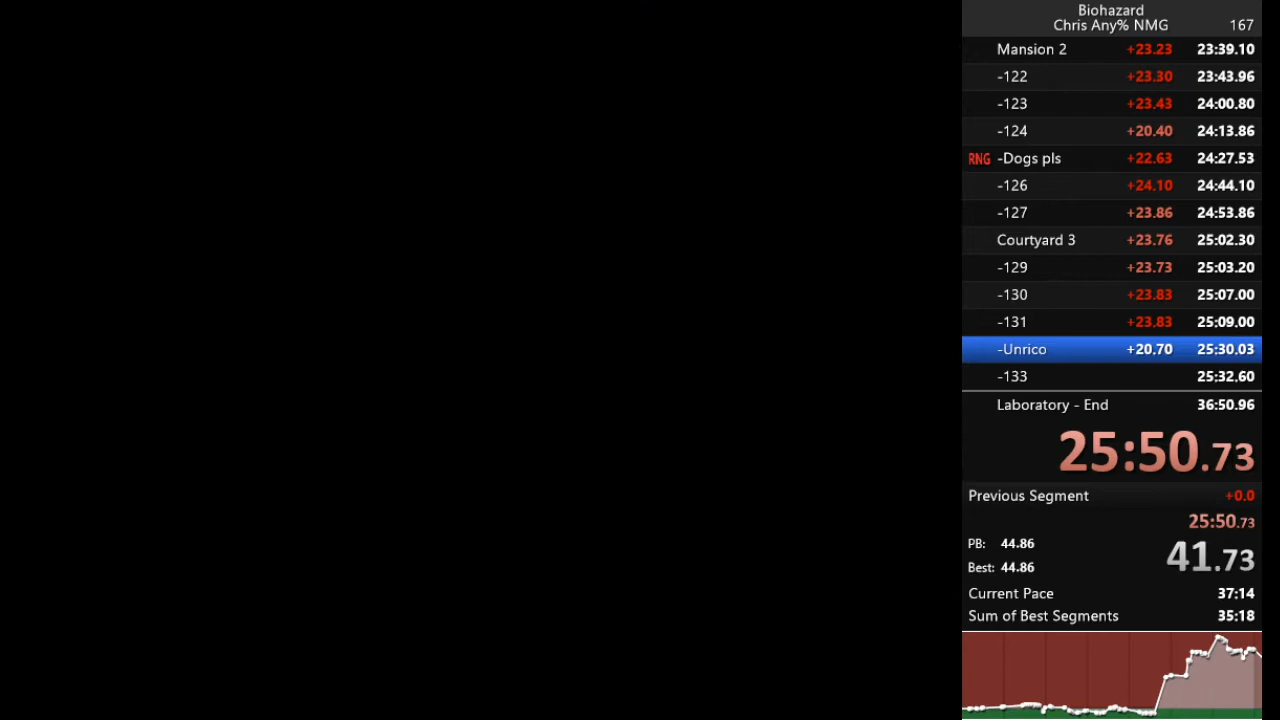 Biohazard
Chris Any% NMG 167
Mansion 2 +23.23 23:39.10
-122 +23.30 23:43.96
-123 +23.43 24:00.80
-124 +20.40 24:13.86
RNG -Dogs pls +22.63 24:27.53
-126 +24.10 24:44.10
-127 +23.86 24:53.86
Courtyard 3 +23.76 25:02.30
-129 +23.73 25:03.20
-130 +23.83 25:07.00
-131 +23.83 25:09.00
-Unrico +20.70 25:30.03
-133 25:32.60
Laboratory - End 36:50.96
25:50.73
Previous Segment +0.0
25:50.73
PB: 44.86
41.73
Best: 44.86
Current Pace 37:14
Sum of Best Segments 35:18